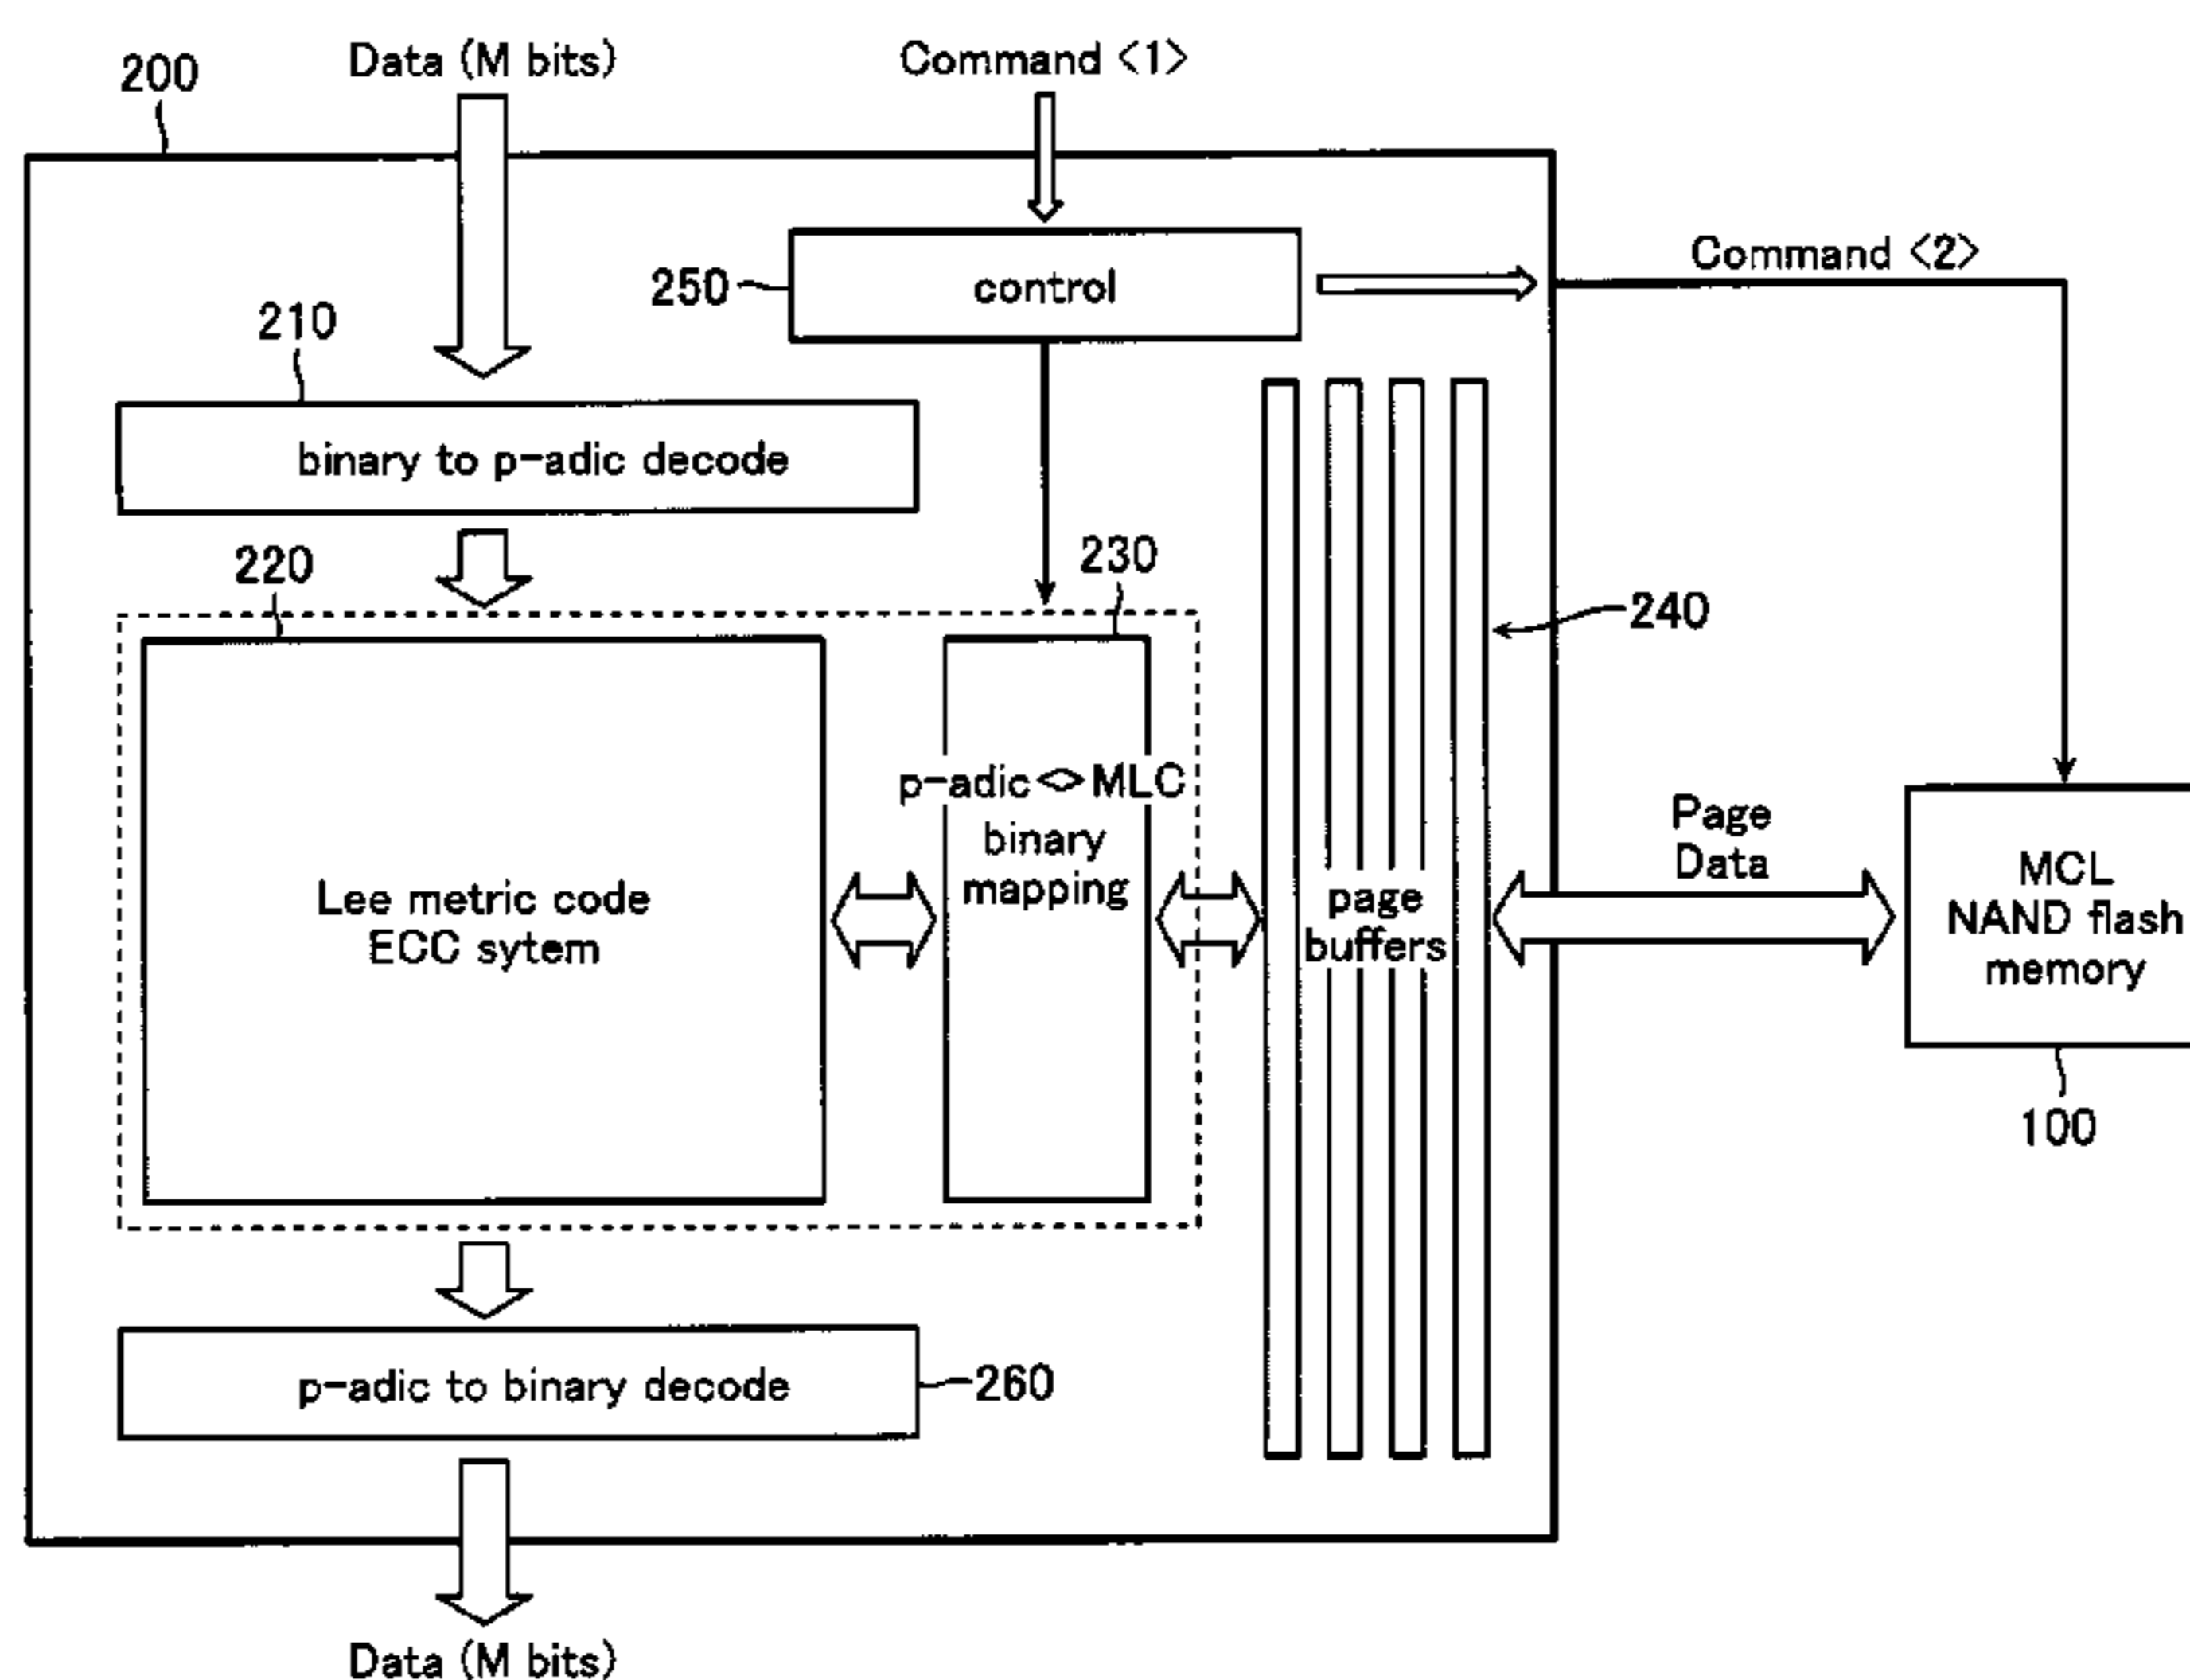 200
Data (M bits)
Command <1>
250
control
Command <2>
210
binary to p-adic decode
220
230
240
Lee metric code
ECC sytem
p-adic<>MLC
binary
mapping
page
buffers
Page
Data
MCL
NAND flash
memory
100
p-adic to binary decode
260
Data (M bits)